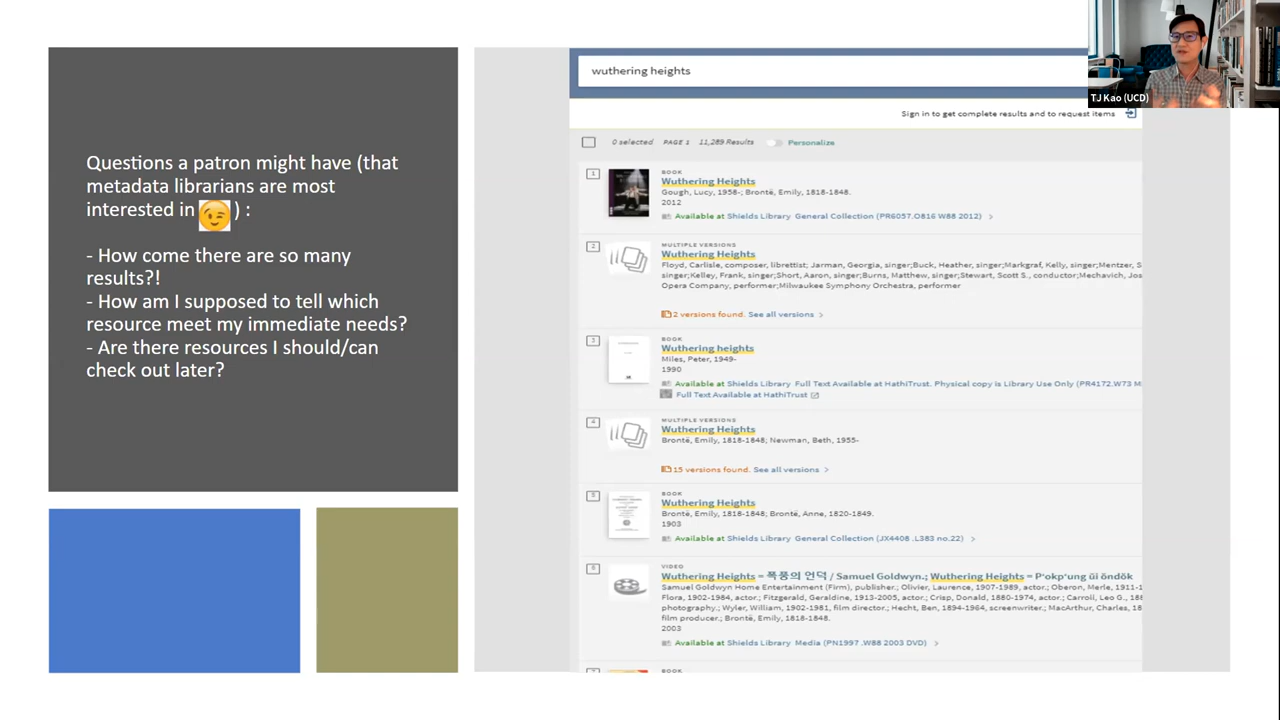 TJ Kao (UCD)
Questions a patron might have (that
metadata librarians are most
interested in 😉 ) :
- How come there are so many
results?!
- How am I supposed to tell which
resource meet my immediate needs?
- Are there resources I should/can
check out later?
wuthering heights
Sign in to get complete results and to request items
0 selected PAGE 1 11,289 Results Personalize
1
BOOK
Wuthering Heights
Gough, Lucy, 1958-; Brontë, Emily, 1818-1848.
2012
Available at Shields Library General Collection (PR6057.O816 W88 2012)
2
MULTIPLE VERSIONS
Wuthering Heights
Floyd, Carlisle, composer, librettist; Jarman, Georgia, singer;Buck, Heather, singer;Markgraf, Kelly, singer;Mentzer, S
singer;Kelley, Frank, singer;Short, Aaron, singer;Burns, Matthew, singer;Stewart, Scott S., conductor;Mechavich, Jos
Opera Company, performer;Milwaukee Symphony Orchestra, performer
2 versions found. See all versions
3
BOOK
Wuthering heights
Miles, Peter, 1949-
1990
Available at Shields Library Full Text Available at HathiTrust. Physical copy is Library Use Only (PR4172.W73 M
Full Text Available at HathiTrust
4
MULTIPLE VERSIONS
Wuthering Heights
Brontë, Emily, 1818-1848; Newman, Beth, 1955-
15 versions found. See all versions
5
BOOK
Wuthering Heights
Brontë, Emily, 1818-1848; Brontë, Anne, 1820-1849.
1903
Available at Shields Library General Collection (JX4408 .L383 no.22)
6
VIDEO
Wuthering Heights = 폭풍의 언덕 / Samuel Goldwyn.; Wuthering Heights = P'okp'ung ŭi ŏndŏk
Samuel Goldwyn Home Entertainment (Firm), publisher.; Olivier, Laurence, 1907-1989, actor.; Oberon, Merle, 1911-1
Flora, 1902-1984, actor.; Fitzgerald, Geraldine, 1913-2005, actor.; Crisp, Donald, 1880-1974, actor.; Carroll, Leo G., 188
photography.; Wyler, William, 1902-1981, film director.; Hecht, Ben, 1894-1964, screenwriter.; MacArthur, Charles, 18
film producer.; Brontë, Emily, 1818-1848.
2003
Available at Shields Library Media (PN1997 .W88 2003 DVD)
BOOK